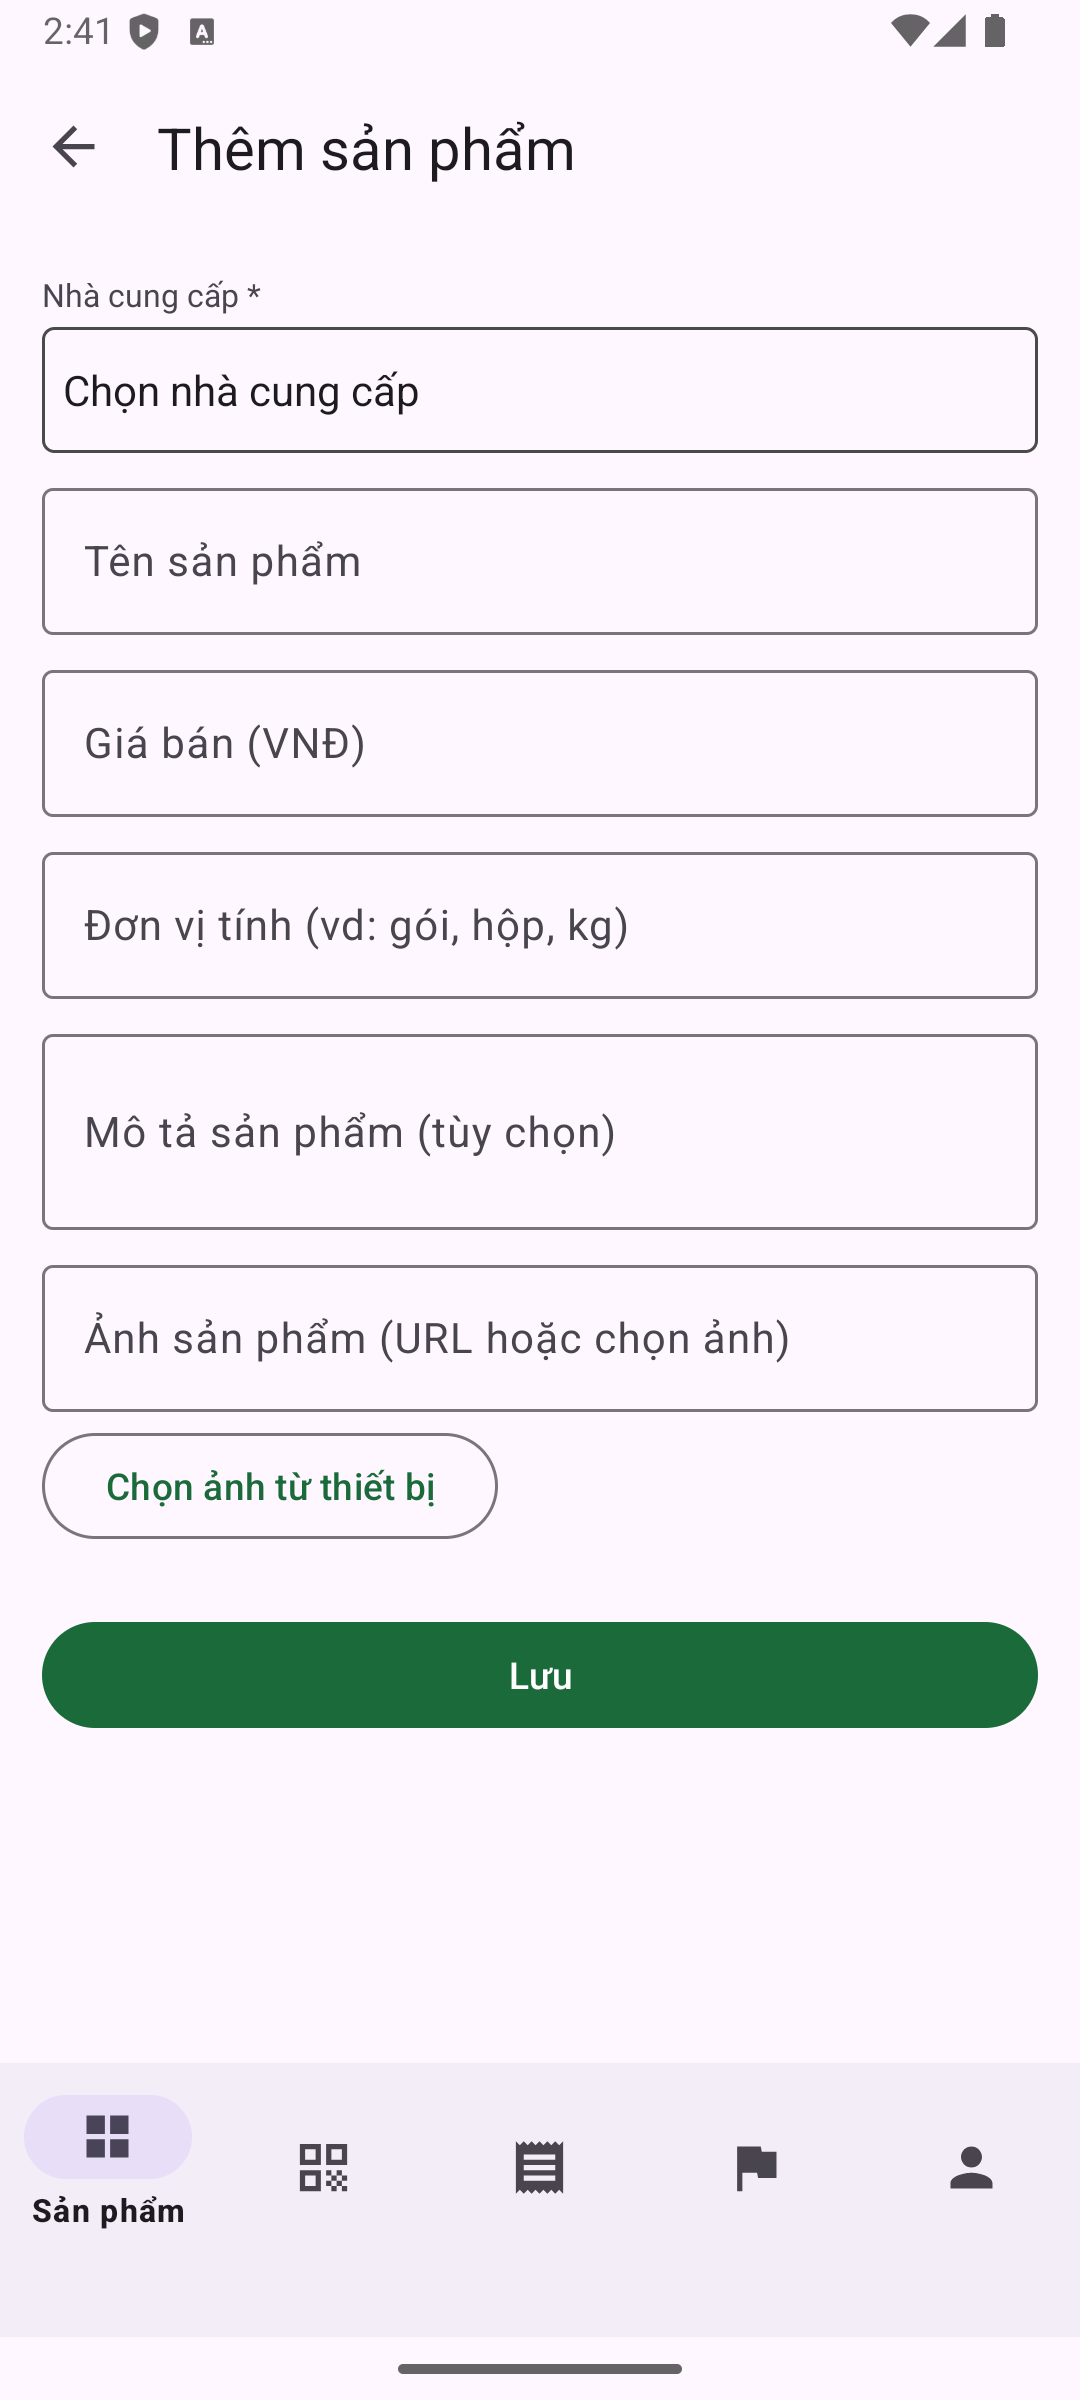 2:41
Thêm sản phẩm
Nhà cung cấp *
Chọn nhà cung cấp
Tên sản phẩm
Giá bán (VNĐ)
Đơn vị tính (vd: gói, hộp, kg)
Mô tả sản phẩm (tùy chọn)
Ảnh sản phẩm (URL hoặc chọn ảnh)
Chọn ảnh từ thiết bị
Lưu
Sản phẩm